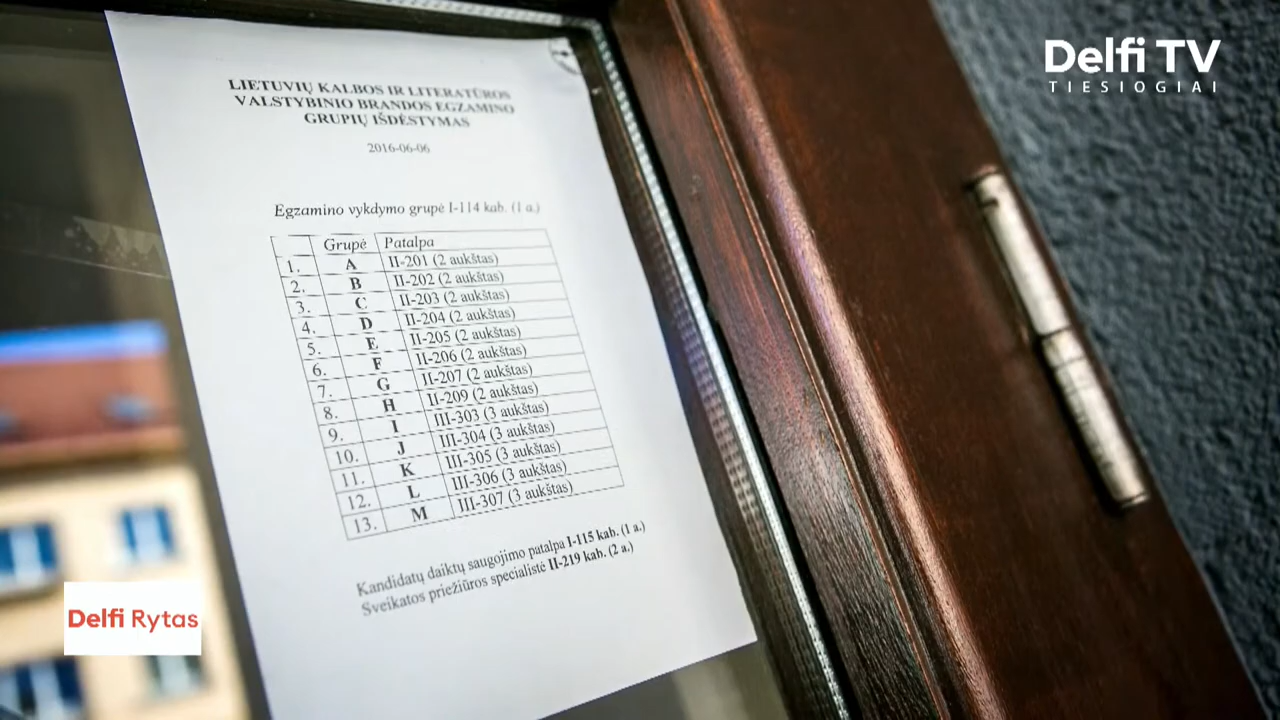 Delfi TV
TIESIOGIAI
LIETUVIŲ KALBOS IR LITERATŪROS
VALSTYBINIO BRANDOS EGZAMINO
GRUPIŲ IŠDĖSTYMAS
2016-06-06
Egzamino vykdymo grupė I-114 kab. (1 a.)
Grupė Patalpa
1. A II-201 (2 aukštas)
2. B II-202 (2 aukštas)
3. C II-203 (2 aukštas)
4. D II-204 (2 aukštas)
5. E II-205 (2 aukštas)
6. F II-206 (2 aukštas)
7. G II-207 (2 aukštas)
8. H II-209 (2 aukštas)
9. I III-303 (3 aukštas)
10. J III-304 (3 aukštas)
11. K III-305 (3 aukštas)
12. L III-306 (3 aukštas)
13. M III-307 (3 aukštas)
Kandidatų daiktų saugojimo patalpa I-115 kab. (1 a.)
Sveikatos priežiūros specialistė II-219 kab. (2 a.)
Delfi Rytas